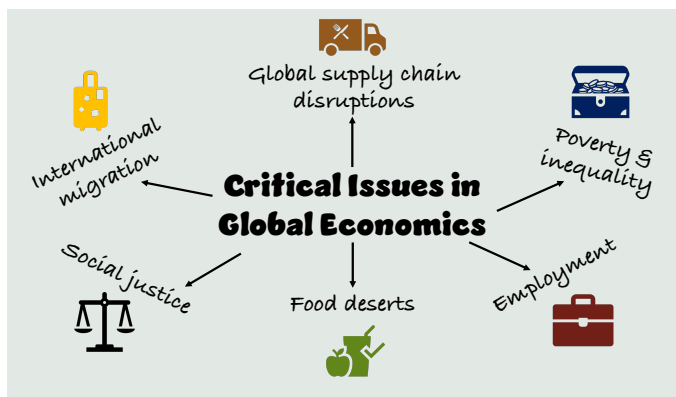 Global supply chain
disruptions
International
migration
Poverty &
inequality
Critical Issues in
Global Economics
Social justice
Food deserts
Employment